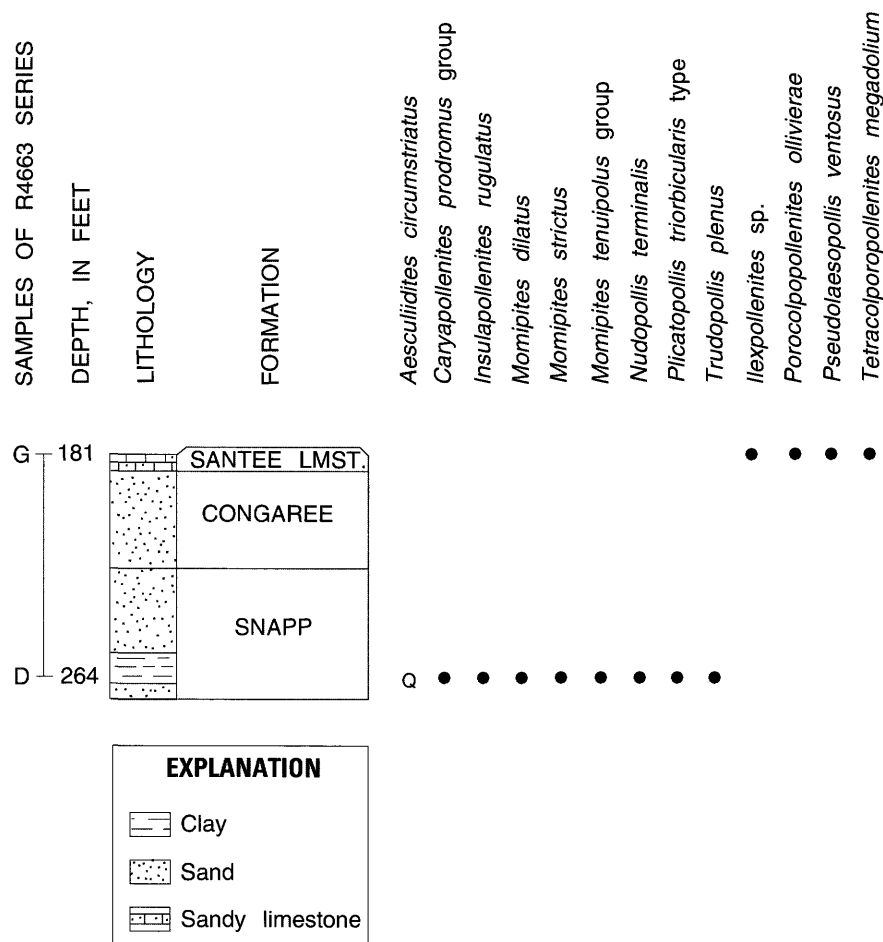 SAMPLES OF R4663 SERIES
DEPTH, IN FEET
LITHOLOGY
FORMATION
Aesculiidites circumstriatus
Caryapollenites prodromus group
Insulapollenites rugulatus
Momipites dilatus
Momipites strictus
Momipites tenuipolus group
Nudopollis terminalis
Plicatopollis triorbicularis type
Trudopollis plenus
Ilexpollenites sp.
Porocolpopollenites ollivierae
Pseudolaesopollis ventosus
Tetracolporopollenites megadolium
G 181 SANTEE LMST.
CONGAREE
SNAPP
D 264 Q
EXPLANATION
Clay
Sand
Sandy limestone